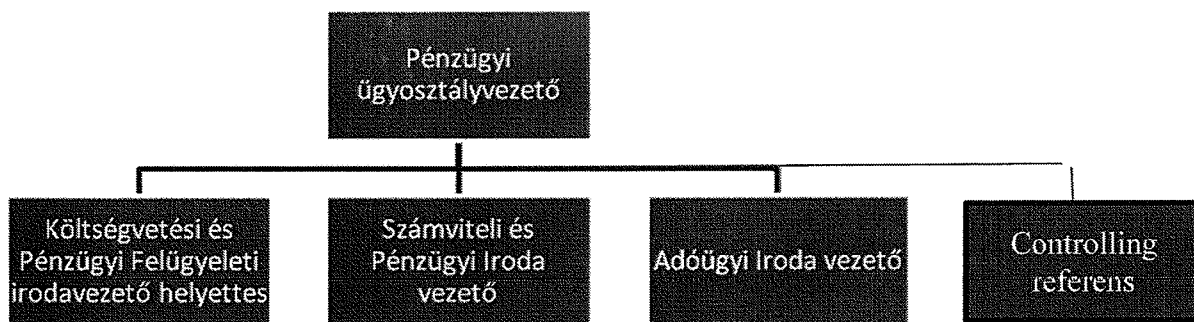 Pénzügyi
ügyosztályvezető
Költségvetési és
Pénzügyi Felügyeleti
irodavezető helyettes
Számviteli és
Pénzügyi Iroda
vezető
Adóügyi Iroda vezető
Controlling
referens